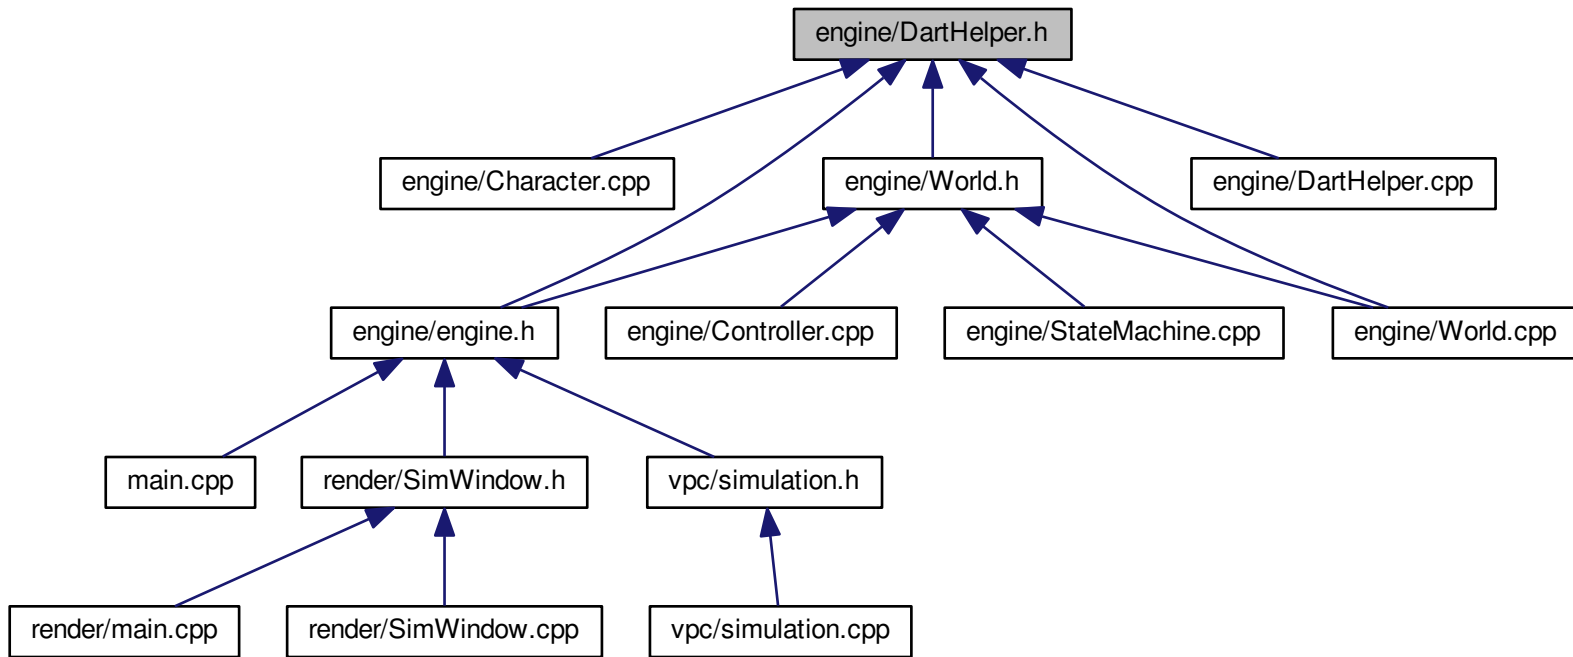 engine/DartHelper.h
engine/Character.cpp
engine/World.h
engine/DartHelper.cpp
engine/engine.h
engine/Controller.cpp
engine/StateMachine.cpp
engine/World.cpp
main.cpp
render/SimWindow.h
vpc/simulation.h
render/main.cpp
render/SimWindow.cpp
vpc/simulation.cpp